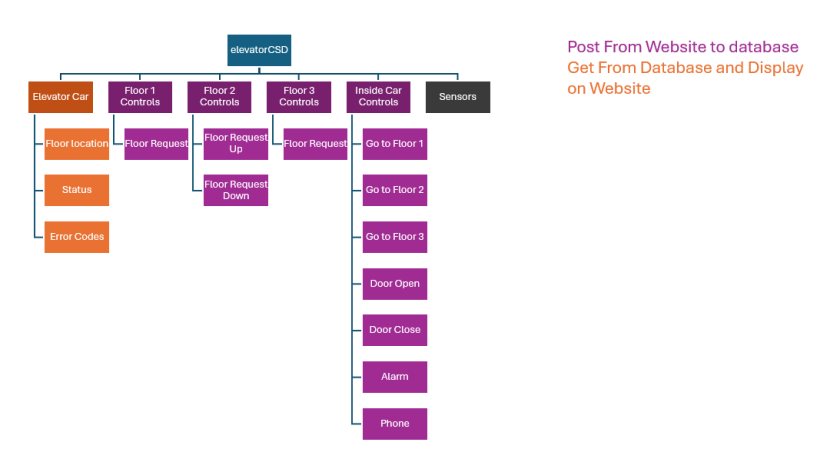 elevatorCSD
Post From Website to database
Get From Database and Display
on Website
Elevator Car
Floor 1
Controls
Floor 2
Controls
Floor 3
Controls
Inside Car
Controls
Sensors
Floor location
Status
Error Codes
Floor Request
Floor Request
Up
Floor Request
Down
Floor Request
Go to Floor 1
Go to Floor 2
Go to Floor 3
Door Open
Door Close
Alarm
Phone